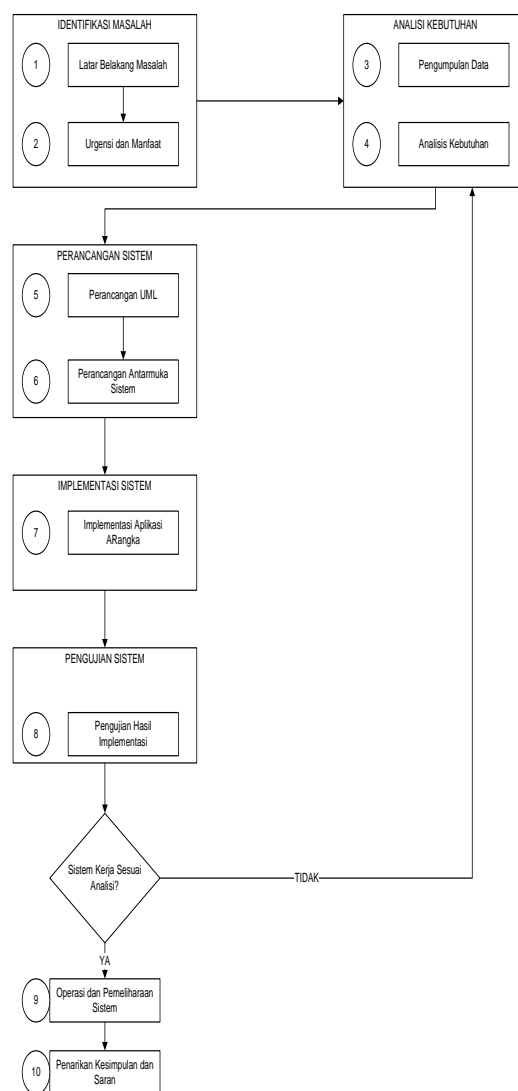 IDENTIFIKASI MASALAH
1
Latar Belakang Masalah
2
Urgensi dan Manfaat
ANALISI KEBUTUHAN
3
Pengumpulan Data
4
Analisis Kebutuhan
PERANCANGAN SISTEM
5
Perancangan UML
6
Perancangan Antarmuka
Sistem
IMPLEMENTASI SISTEM
7
Implementasi Aplikasi
ARangka
PENGUJIAN SISTEM
8
Pengujian Hasil
Implementasi
Sistem Kerja Sesuai
Analisi?
TIDAK
YA
9
Operasi dan Pemeliharaan
Sistem
10
Penarikan Kesimpulan dan
Saran